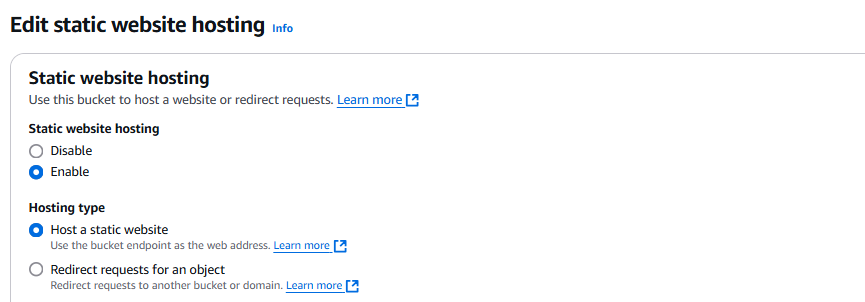 Edit static website hosting Info
Static website hosting
Use this bucket to host a website or redirect requests. Learn more
Static website hosting
Disable
Enable
Hosting type
Host a static website
Use the bucket endpoint as the web address. Learn more
Redirect requests for an object
Redirect requests to another bucket or domain. Learn more